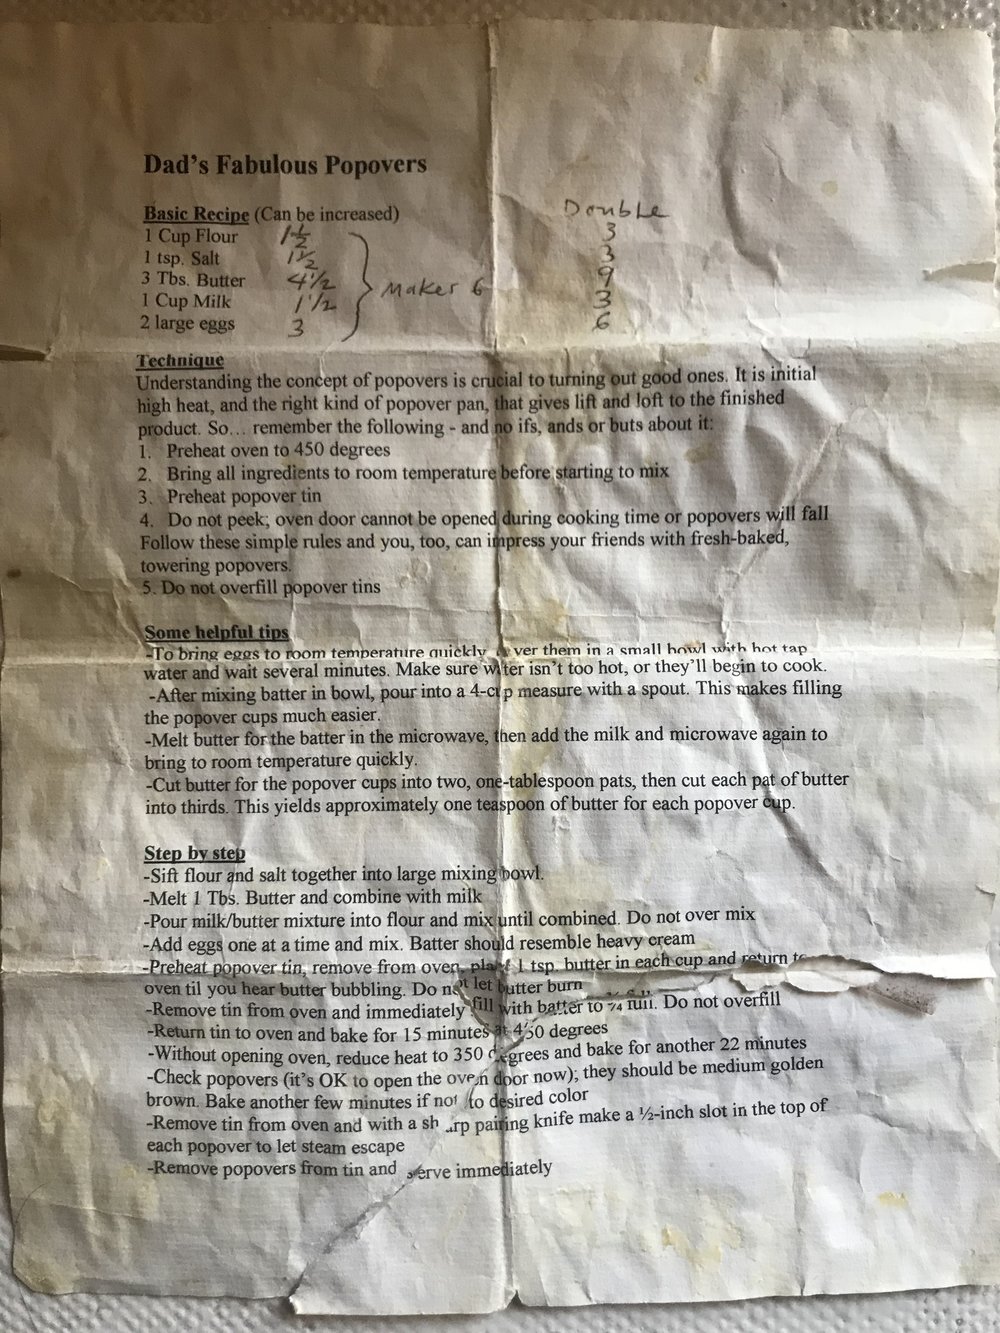 Dad's Fabulous Popovers
Basic Recipe (Can be increased) Double
1 Cup Flour 1 1/2 3
1 tsp. Salt 1 1/2 3
3 Tbs. Butter 4 1/2 9
1 Cup Milk 1 1/2 3
2 large eggs 3 6
Makes 6
Technique
Understanding the concept of popovers is crucial to turning out good ones. It is initial
high heat, and the right kind of popover pan, that gives lift and loft to the finished
product. So… remember the following - and no ifs, ands or buts about it:
1. Preheat oven to 450 degrees
2. Bring all ingredients to room temperature before starting to mix
3. Preheat popover tin
4. Do not peek; oven door cannot be opened during cooking time or popovers will fall
Follow these simple rules and you, too, can impress your friends with fresh-baked,
towering popovers.
5. Do not overfill popover tins
Some helpful tips
-To bring eggs to room temperature quickly, ver them in a small bowl with hot tap
water and wait several minutes. Make sure water isn't too hot, or they'll begin to cook.
-After mixing batter in bowl, pour into a 4-cup measure with a spout. This makes filling
the popover cups much easier.
-Melt butter for the batter in the microwave, then add the milk and microwave again to
bring to room temperature quickly.
-Cut butter for the popover cups into two, one-tablespoon pats, then cut each pat of butter
into thirds. This yields approximately one teaspoon of butter for each popover cup.
Step by step
-Sift flour and salt together into large mixing bowl.
-Melt 1 Tbs. Butter and combine with milk
-Pour milk/butter mixture into flour and mix until combined. Do not over mix
-Add eggs one at a time and mix. Batter should resemble heavy cream
-Preheat popover tin, remove from oven, place 1 tsp. butter in each cup and return to
oven til you hear butter bubbling. Do not let butter burn
-Remove tin from oven and immediately fill with batter to ¾ full. Do not overfill
-Return tin to oven and bake for 15 minutes at 450 degrees
-Without opening oven, reduce heat to 350 degrees and bake for another 22 minutes
-Check popovers (it's OK to open the oven door now); they should be medium golden
brown. Bake another few minutes if not to desired color
-Remove tin from oven and with a sharp pairing knife make a ½-inch slot in the top of
each popover to let steam escape
-Remove popovers from tin and serve immediately